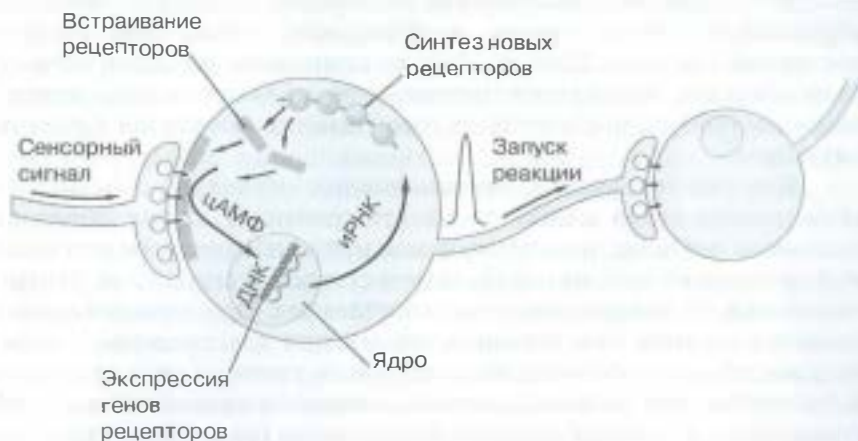 Встраивание
рецепторов
Синтез новых
рецепторов
Сенсорный
сигнал
Запуск
реакции
цАМФ
иРНК
ДНК
Ядро
Экспрессия
генов
рецепторов